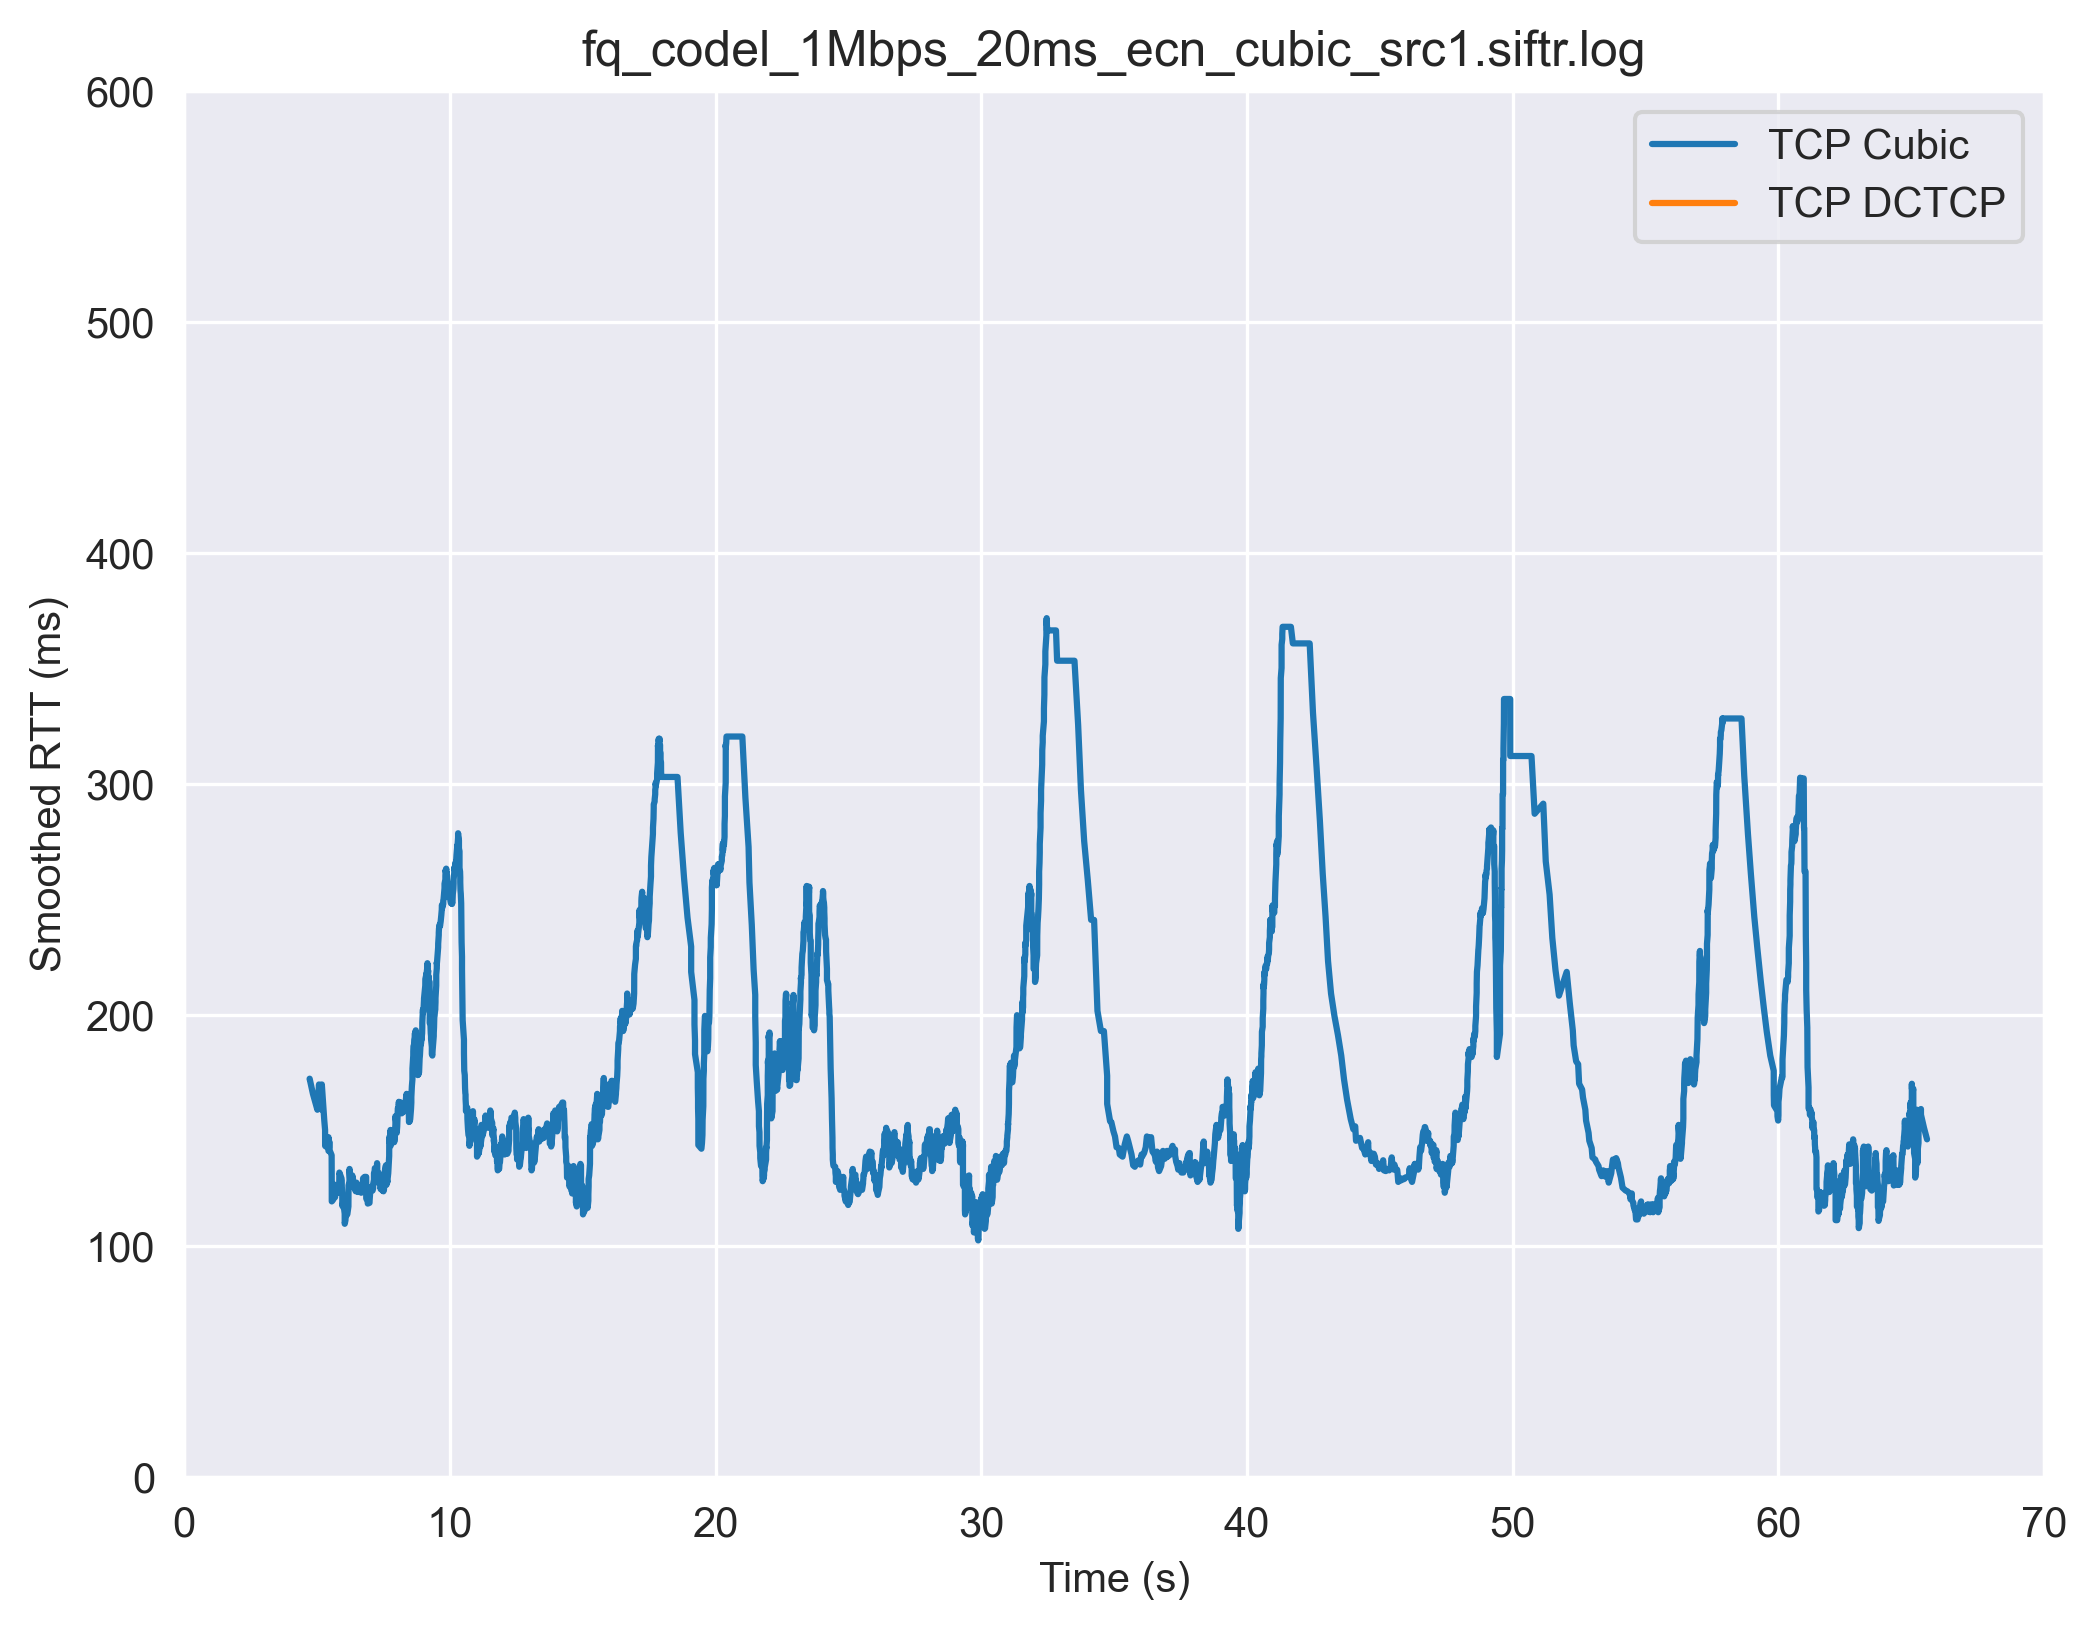 fq_codel_1Mbps_20ms_ecn_cubic_src1.siftr.log
TCP Cubic
TCP DCTCP
Smoothed RTT (ms)
600
500
400
300
200
100
0
0 10 20 30 40 50 60 70
Time (s)